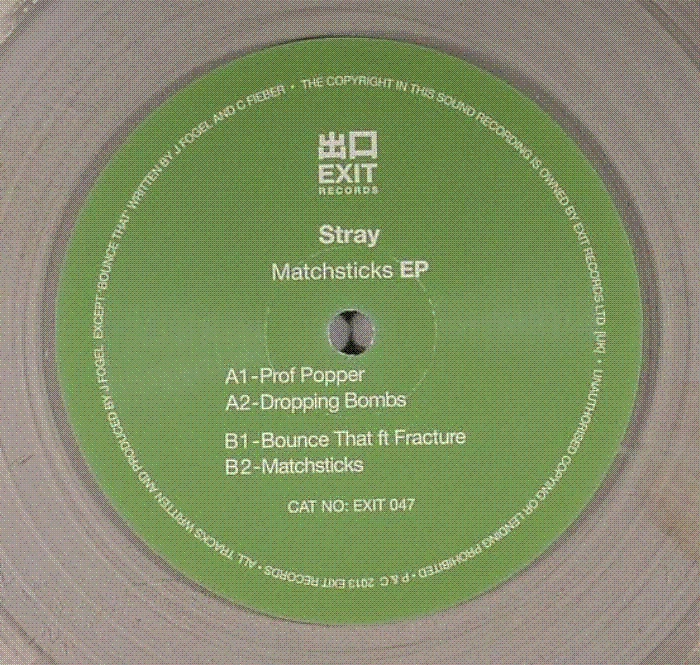 出口
EXIT
RECORDS
Stray
Matchsticks EP
A1-Prof Popper
A2-Dropping Bombs
B1-Bounce That ft Fracture
B2-Matchsticks
CAT NO: EXIT 047
• ALL TRACKS WRITTEN AND PRODUCED BY J FOGEL EXCEPT 'BOUNCE THAT' WRITTEN BY J FOGEL AND C FIEBER • THE COPYRIGHT IN THIS SOUND RECORDING IS OWNED BY EXIT RECORDS LTD (UK) • UNAUTHORISED COPYING OR LENDING PROHIBITED • P & C 2013 EXIT RECORDS